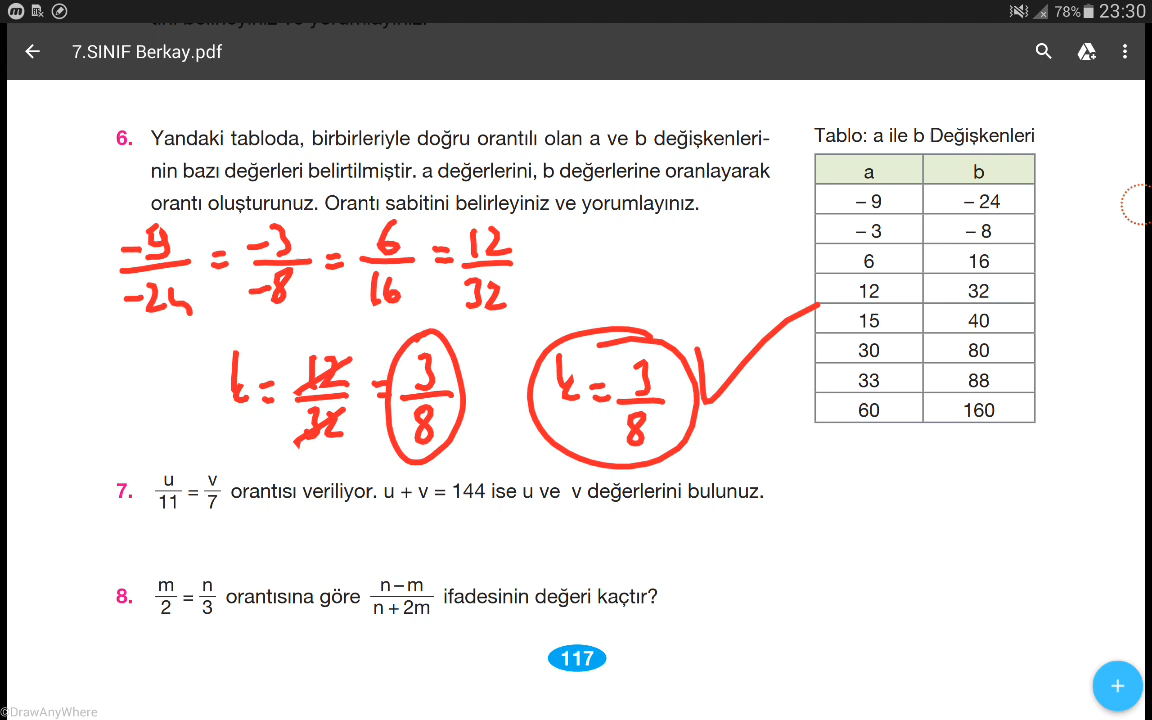 78% 23:30
7.SINIF Berkay.pdf
6. Yandaki tabloda, birbirleriyle doğru orantılı olan a ve b değişkenleri-
nin bazı değerleri belirtilmiştir. a değerlerini, b değerlerine oranlayarak
orantı oluşturunuz. Orantı sabitini belirleyiniz ve yorumlayınız.
-9/-24 = -3/-8 = 6/16 = 12/32
k = 12/32 = 3/8 k = 3/8
Tablo: a ile b Değişkenleri
a b
– 9 – 24
– 3 – 8
6 16
12 32
15 40
30 80
33 88
60 160
7. u/11 = v/7 orantısı veriliyor. u + v = 144 ise u ve v değerlerini bulunuz.
8. m/2 = n/3 orantısına göre n–m/n+2m ifadesinin değeri kaçtır?
117
+
©DrawAnyWhere